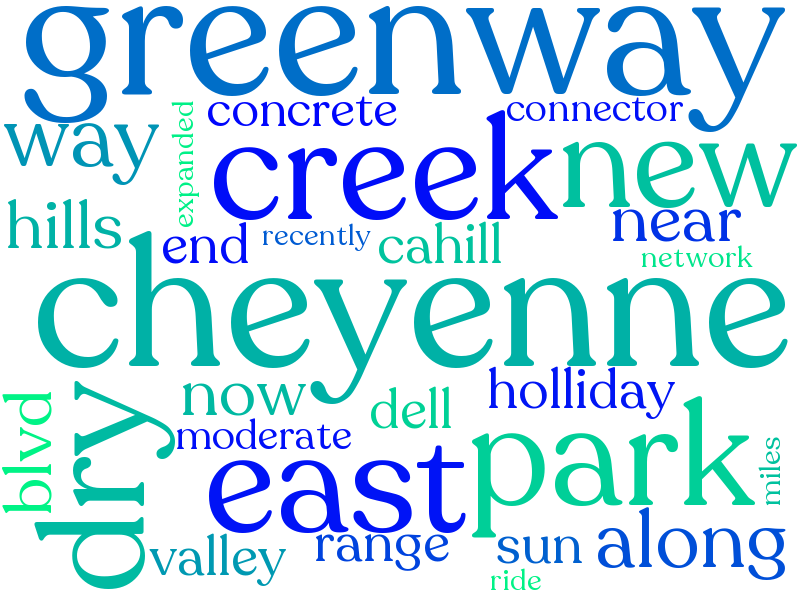 greenway
concrete
connector
way
expanded
creek
new
hills
near
end
recently
cahill
network
cheyenne
now
dell
holliday
blvd
dry
moderate
east
park
miles
valley
range
sun
along
ride